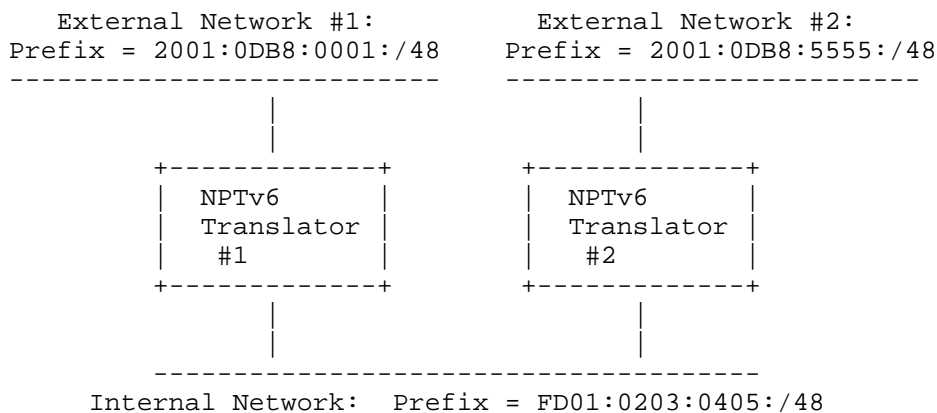 External Network #1: External Network #2:
Prefix = 2001:0DB8:0001:/48 Prefix = 2001:0DB8:5555:/48
NPTv6 NPTv6
Translator Translator
#1 #2
Internal Network: Prefix = FD01:0203:0405:/48